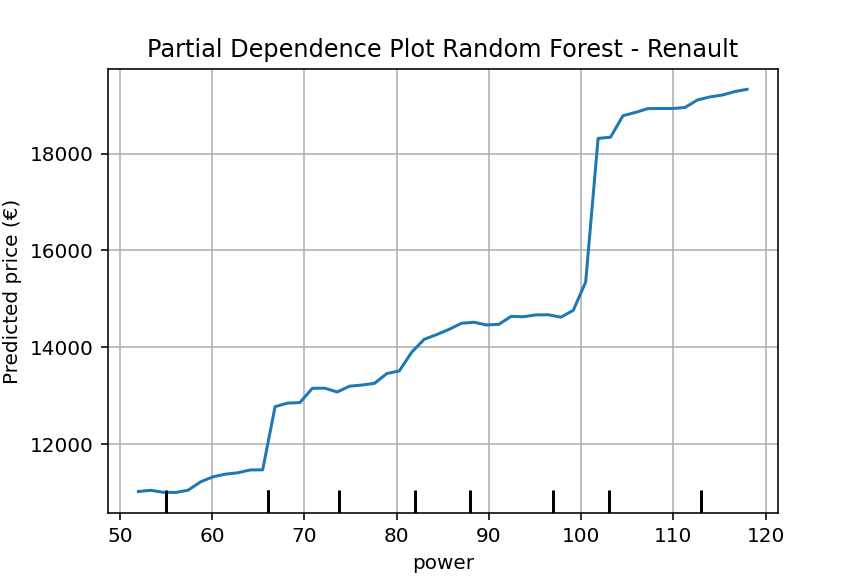 Partial Dependence Plot Random Forest - Renault
Predicted price (€)
18000
16000
14000
12000
50 60 70 80 90 100 110 120
power